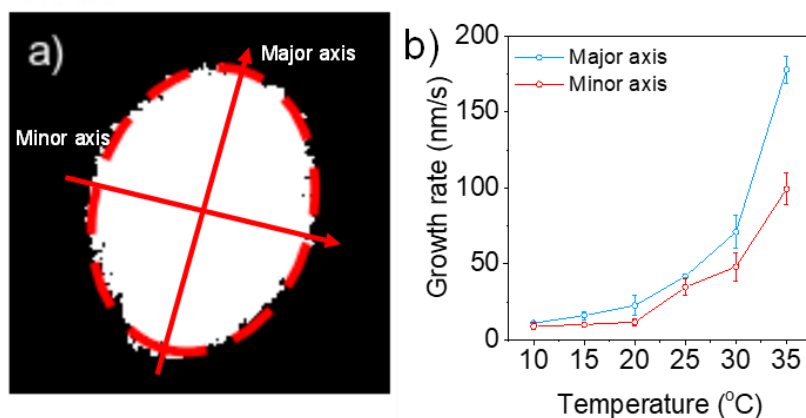 a)
Major axis
Minor axis
b)
Major axis
Minor axis
Growth rate (nm/s)
200
150
100
50
0
10 15 20 25 30 35
Temperature (°C)